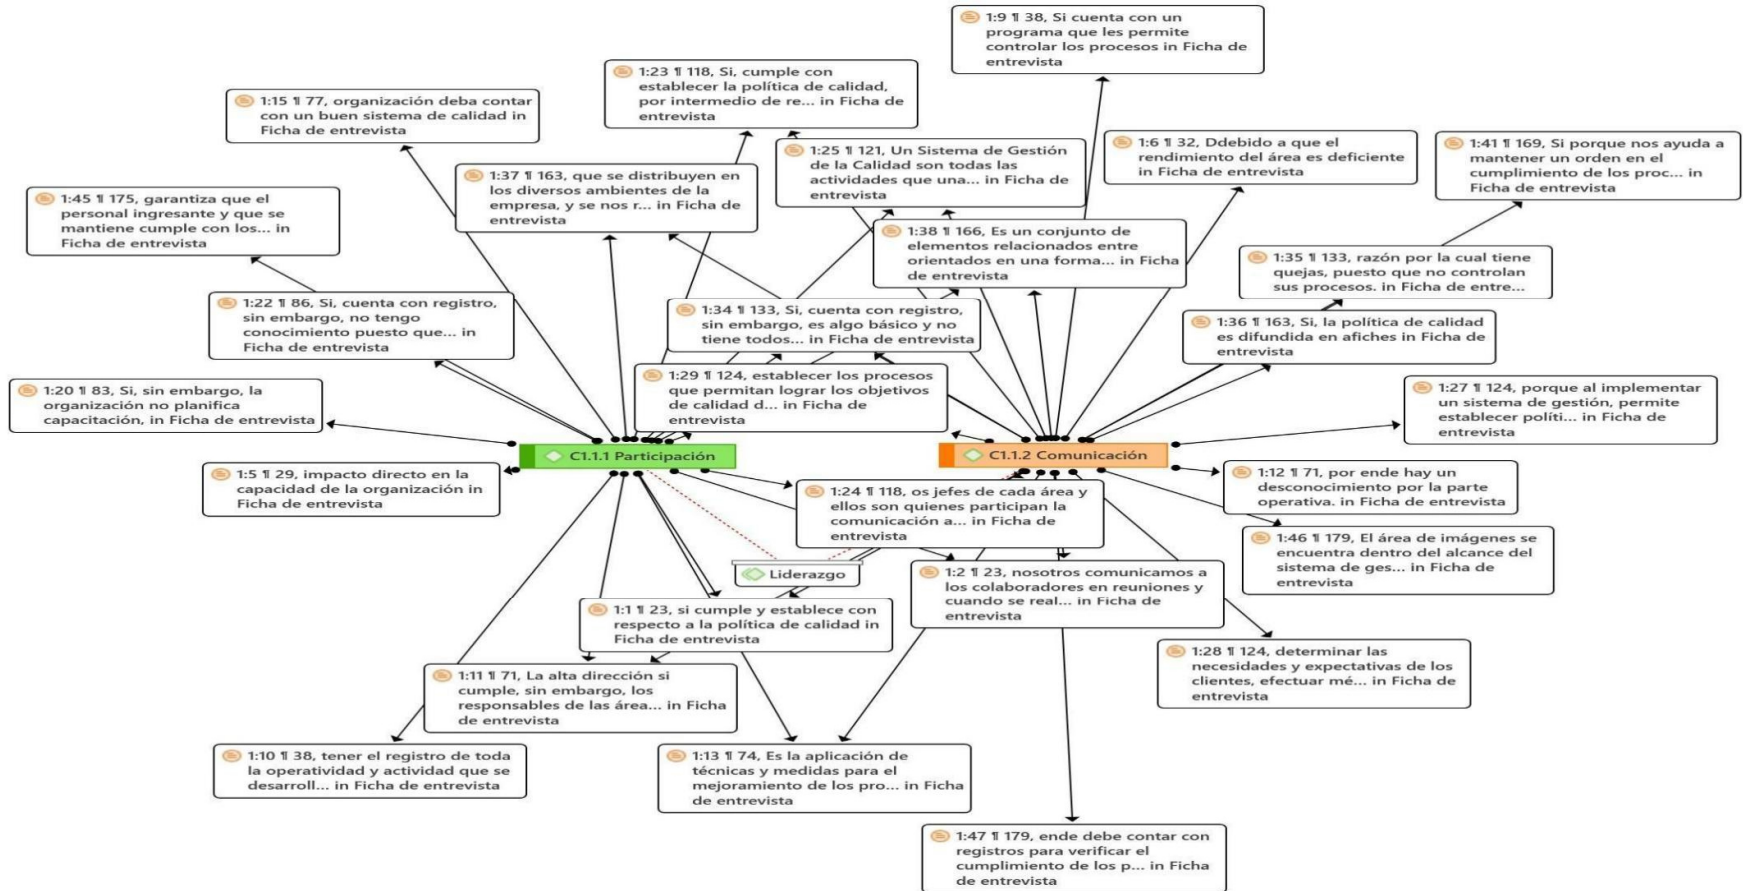 1:9 ¶ 38, Si cuenta con un
programa que les permite
controlar los procesos in Ficha de
entrevista
1:23 ¶ 118, Si, cumple con
establecer la política de calidad,
por intermedio de re... in Ficha de
entrevista
1:15 ¶ 77, organización deba contar
con un buen sistema de calidad in
Ficha de entrevista
1:25 ¶ 121, Un Sistema de Gestión
de la Calidad son todas las
actividades que una... in Ficha de
entrevista
1:6 ¶ 32, Ddebido a que el
rendimiento del área es deficiente
in Ficha de entrevista
1:41 ¶ 169, Si porque nos ayuda a
mantener un orden en el
cumplimiento de los proc... in
Ficha de entrevista
1:37 ¶ 163, que se distribuyen en
los diversos ambientes de la
empresa, y se nos r... in Ficha de
entrevista
1:45 ¶ 175, garantiza que el
personal ingresante y que se
mantiene cumple con los... in
Ficha de entrevista
1:38 ¶ 166, Es un conjunto de
elementos relacionados entre
orientados en una forma... in Ficha
de entrevista
1:35 ¶ 133, razón por la cual tiene
quejas, puesto que no controlan
sus procesos. in Ficha de entre...
1:22 ¶ 86, Si, cuenta con registro,
sin embargo, no tengo
conocimiento puesto que... in
Ficha de entrevista
1:34 ¶ 133, Si, cuenta con registro,
sin embargo, es algo básico y no
tiene todos... in Ficha de entrevista
1:36 ¶ 163, Si, la política de calidad
es difundida en afiches in Ficha de
entrevista
1:20 ¶ 83, Si, sin embargo, la
organización no planifica
capacitación, in Ficha de entrevista
1:29 ¶ 124, establecer los procesos
que permitan lograr los objetivos
de calidad d... in Ficha de
entrevista
1:27 ¶ 124, porque al implementar
un sistema de gestión, permite
establecer políti... in Ficha de
entrevista
C1.1.1 Participación
C1.1.2 Comunicación
1:5 ¶ 29, impacto directo en la
capacidad de la organización in
Ficha de entrevista
1:12 ¶ 71, por ende hay un
desconocimiento por la parte
operativa. in Ficha de entrevista
1:24 ¶ 118, os jefes de cada área y
ellos son quienes participan la
comunicación a... in Ficha de
entrevista
1:46 ¶ 179, El área de imágenes se
encuentra dentro del alcance del
sistema de ges... in Ficha de
entrevista
Liderazgo
1:2 ¶ 23, nosotros comunicamos a
los colaboradores en reuniones y
cuando se real... in Ficha de
entrevista
1:1 ¶ 23, si cumple y establece con
respecto a la política de calidad in
Ficha de entrevista
1:28 ¶ 124, determinar las
necesidades y expectativas de los
clientes, efectuar mé... in Ficha de
entrevista
1:11 ¶ 71, La alta dirección si
cumple, sin embargo, los
responsables de las área... in Ficha
de entrevista
1:10 ¶ 38, tener el registro de toda
la operatividad y actividad que se
desarroll... in Ficha de entrevista
1:13 ¶ 74, Es la aplicación de
técnicas y medidas para el
mejoramiento de los pro... in Ficha
de entrevista
1:47 ¶ 179, ende debe contar con
registros para verificar el
cumplimiento de los p... in Ficha
de entrevista